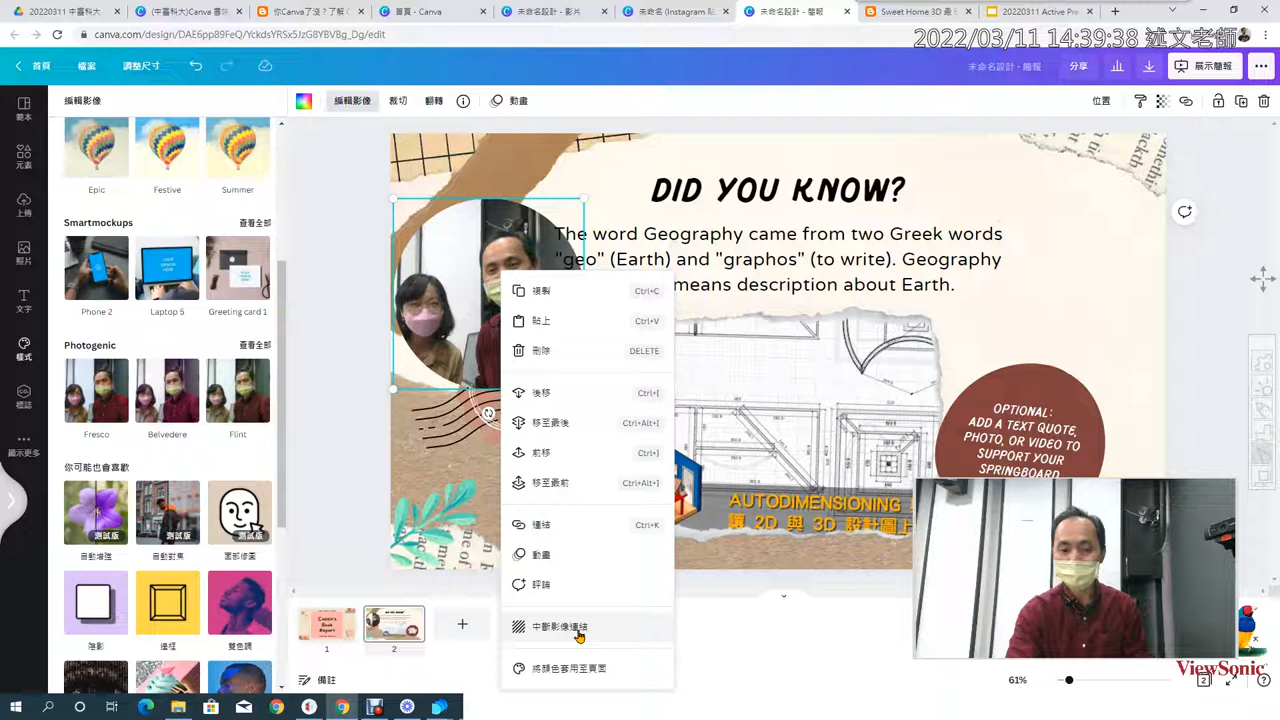 20220311 中嘉科大
(中嘉科大)Canva 雲端
你Canva了沒？了解 C
首頁 - Canva
未命名設計 - 影片
未命名 (Instagram 貼
未命名設計 - 簡報
Sweet Home 3D 最 E
20220311 Active Pre
canva.com/design/DAE6pp89FeQ/YckdsYRSx5JzG8YBVBg_Dg/edit
2022/03/11 14:39:38 述文老師
首頁
檔案
調整尺寸
未命名設計 - 簡報
分享
展示簡報
範本
元素
上傳
照片
文字
樣式
標誌
顯示更多
編輯影像
編輯影像
裁切
翻轉
動畫
位置
Epic
Festive
Summer
Smartmockups
查看全部
Phone 2
Laptop 5
Greeting card 1
Photogenic
查看全部
Fresco
Belvedere
Flint
你可能也會喜歡
測試版
測試版
測試版
自動增強
自動對焦
面部修圖
陰影
邊框
雙色調
DID YOU KNOW?
The word Geography came from two Greek words
"geo" (Earth) and "graphos" (to write). Geography
means description about Earth.
複製 Ctrl+C
貼上 Ctrl+V
刪除 DELETE
後移 Ctrl+[
移至最後 Ctrl+Alt+[
前移 Ctrl+]
移至最前 Ctrl+Alt+]
連結 Ctrl+K
動畫
評論
中斷影像連結
將顏色套用至頁面
AUTODIMENSIONING
讓 2D 與 3D 設計圖上
OPTIONAL:
ADD A TEXT QUOTE,
PHOTO, OR VIDEO TO
SUPPORT YOUR
SPRINGBOARD
Book Report
DID YOU KNOW?
1
2
備註
61%
2
ViewSonic